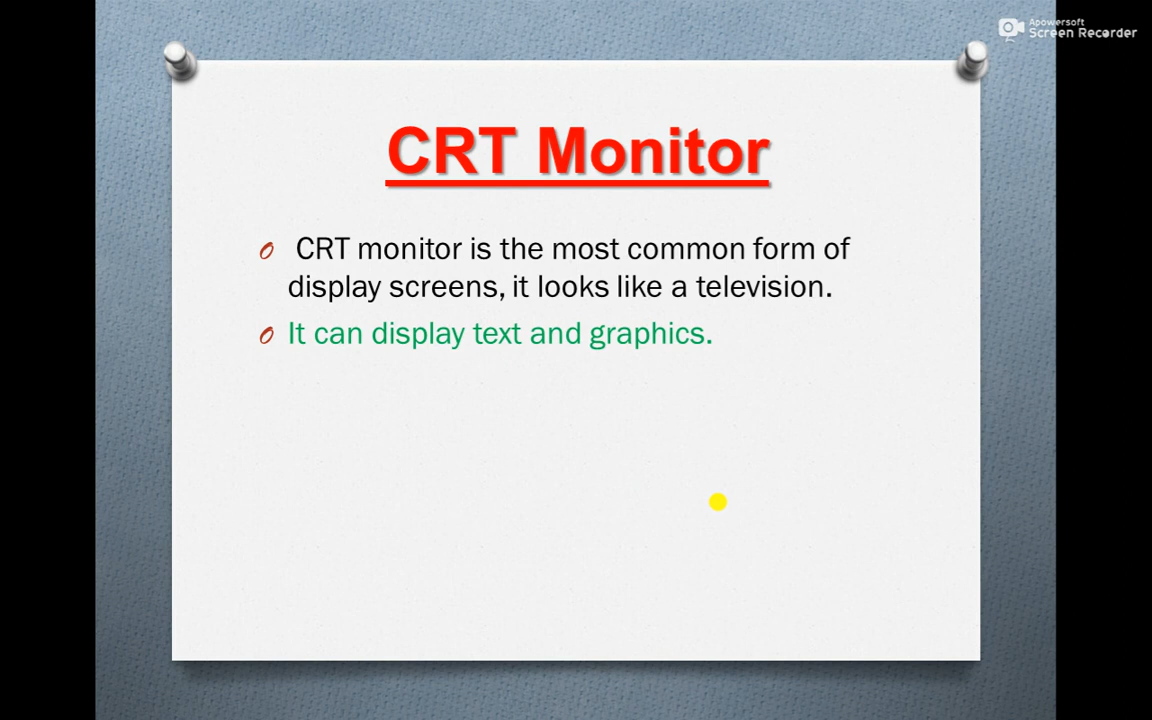 Apowersoft
Screen Recorder
CRT Monitor
CRT monitor is the most common form of
display screens, it looks like a television.
It can display text and graphics.